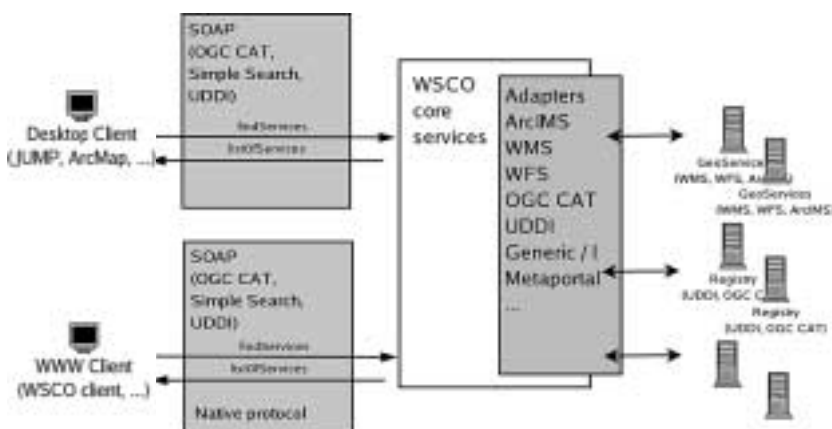 SOAP
(OGC CAT,
Simple Search,
UDDI)
findServices
listOfServices
Desktop Client
(JUMP, ArcMap, ...)
SOAP
(OGC CAT,
Simple Search,
UDDI)
findServices
listOfServices
Native protocol
WWW Client
(WSCO client, ...)
WSCO
core
services
Adapters
ArcIMS
WMS
WFS
OGC CAT
UDDI
Generic / I
Metaportal
...
GeoService
(WMS, WFS,
GeoServices
(WMS, WFS, ArcIMS)
Registry
(UDDI, OGC
Registry
(UDDI, OGC CAT)